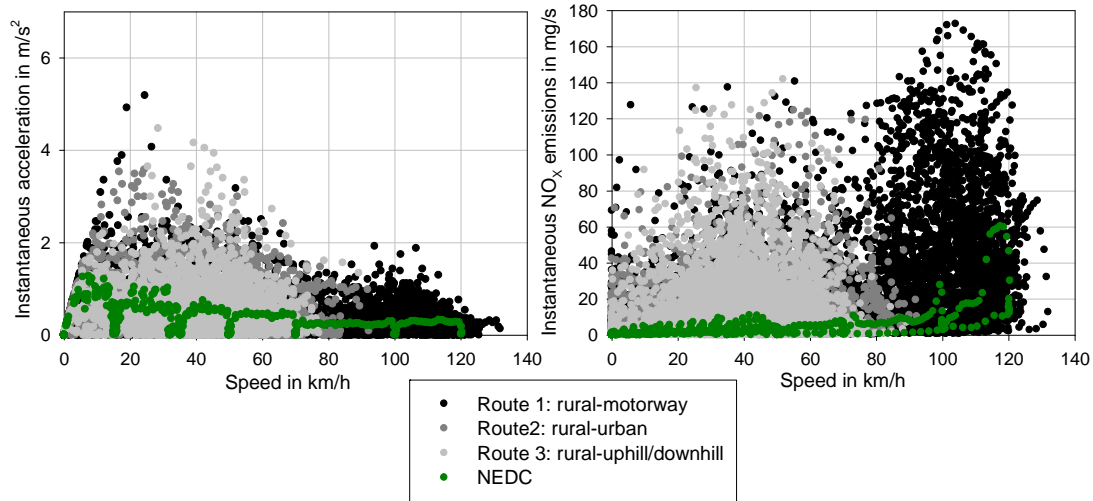 Instantaneous acceleration in m/s²
6
4
2
0
0 20 40 60 80 100 120 140
Speed in km/h
Instantaneous NOX emissions in mg/s
180
160
140
120
100
80
60
40
20
0
0 20 40 60 80 100 120 140
Speed in km/h
Route 1: rural-motorway
Route2: rural-urban
Route 3: rural-uphill/downhill
NEDC